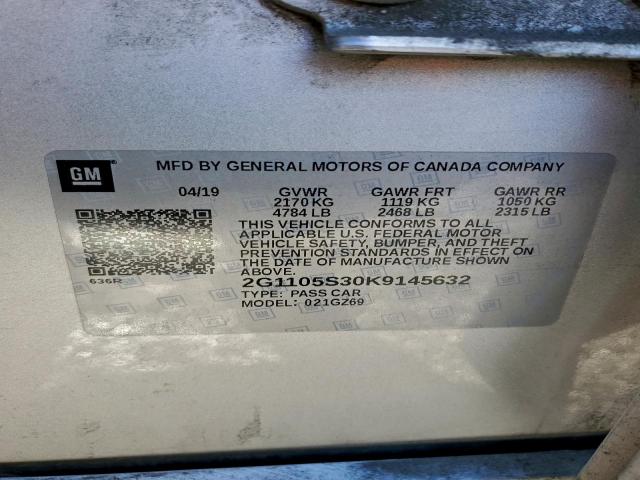 GM
MFD BY GENERAL MOTORS OF CANADA COMPANY
04/19 GVWR GAWR FRT GAWR RR
2170 KG 1119 KG 1050 KG
4784 LB 2468 LB 2315 LB
THIS VEHICLE CONFORMS TO ALL
APPLICABLE U.S. FEDERAL MOTOR
VEHICLE SAFETY, BUMPER, AND THEFT
PREVENTION STANDARDS IN EFFECT ON
THE DATE OF MANUFACTURE SHOWN
ABOVE.
636R
2G1105S30K9145632
TYPE: PASS CAR
MODEL: 021GZ69